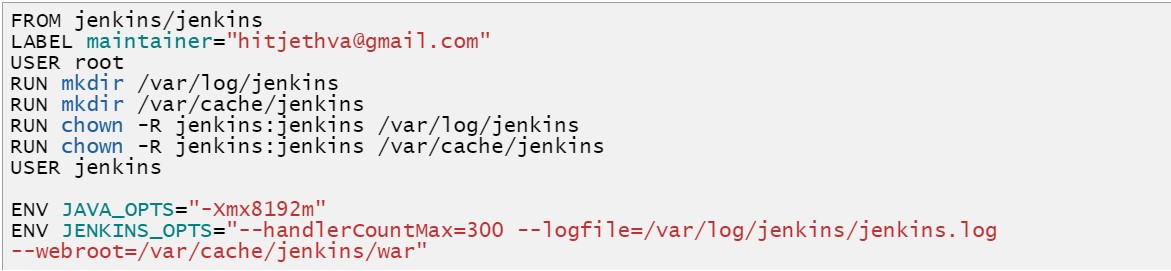 FROM jenkins/jenkins
LABEL maintainer="hitjethva@gmail.com"
USER root
RUN mkdir /var/log/jenkins
RUN mkdir /var/cache/jenkins
RUN chown -R jenkins:jenkins /var/log/jenkins
RUN chown -R jenkins:jenkins /var/cache/jenkins
USER jenkins

ENV JAVA_OPTS="-Xmx8192m"
ENV JENKINS_OPTS="--handlerCountMax=300 --logfile=/var/log/jenkins/jenkins.log
--webroot=/var/cache/jenkins/war"